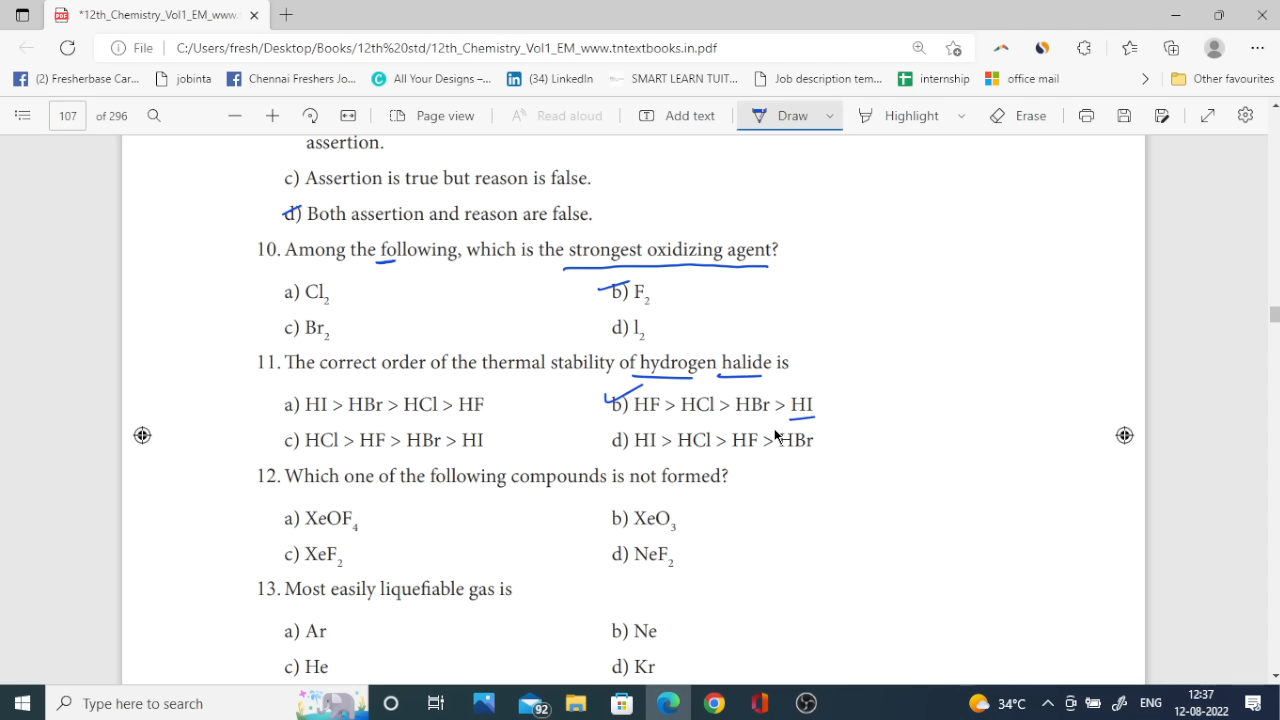 *12th_Chemistry_Vol1_EM_www.
File C:/Users/fresh/Desktop/Books/12th%20std/12th_Chemistry_Vol1_EM_www.tntextbooks.in.pdf
(2) Fresherbase Car... jobinta Chennai Freshers Jo... All Your Designs –... (34) LinkedIn SMART LEARN TUIT... Job description tem... internship office mail Other favourites
107 of 296 Page view Read aloud Add text Draw Highlight Erase
assertion.
c) Assertion is true but reason is false.
d) Both assertion and reason are false.
10. Among the following, which is the strongest oxidizing agent?
a) Cl₂ b) F₂
c) Br₂ d) l₂
11. The correct order of the thermal stability of hydrogen halide is
a) HI > HBr > HCl > HF b) HF > HCl > HBr > HI
c) HCl > HF > HBr > HI d) HI > HCl > HF > HBr
12. Which one of the following compounds is not formed?
a) XeOF₄ b) XeO₃
c) XeF₂ d) NeF₂
13. Most easily liquefiable gas is
a) Ar b) Ne
c) He d) Kr
Type here to search 92 34°C ENG 12:37
12-08-2022